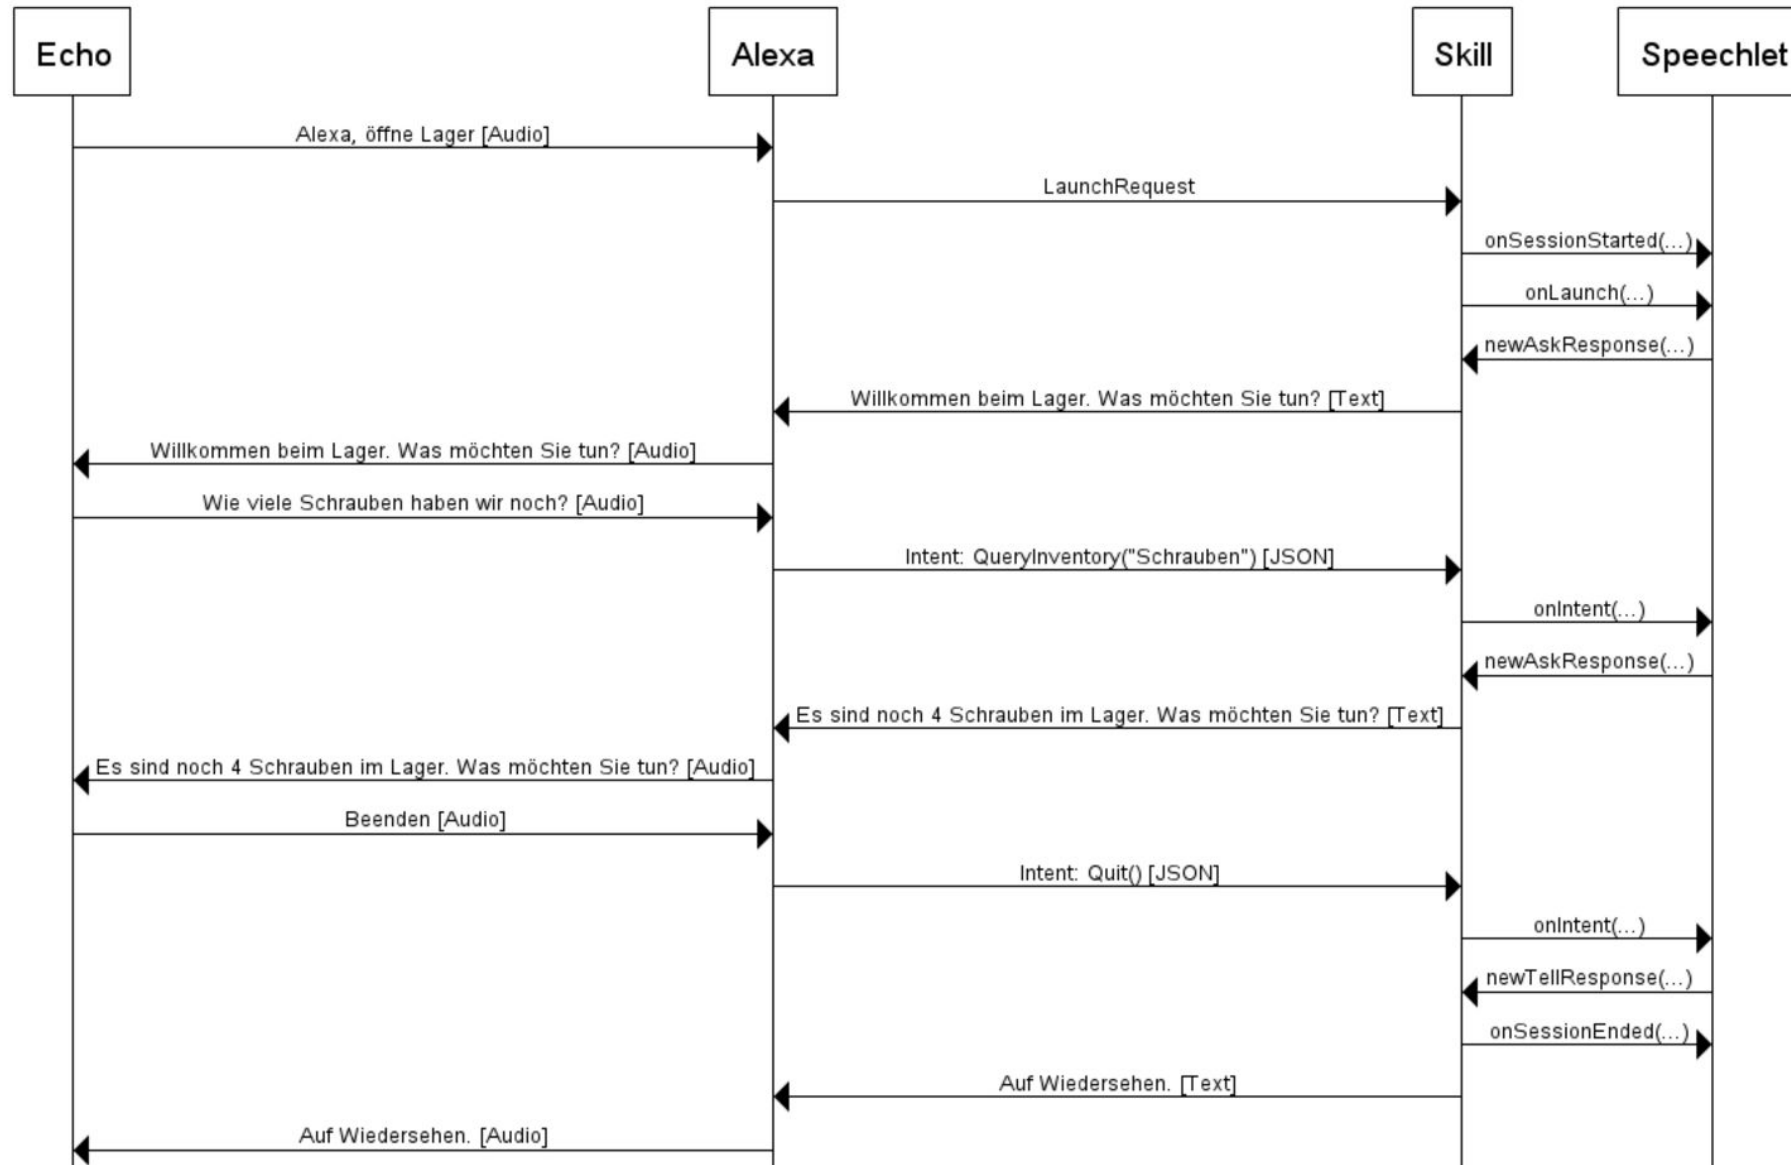 Echo
Alexa
Skill
Speechlet
Alexa, öffne Lager [Audio]
LaunchRequest
onSessionStarted(...)
onLaunch(...)
newAskResponse(...)
Willkommen beim Lager. Was möchten Sie tun? [Text]
Willkommen beim Lager. Was möchten Sie tun? [Audio]
Wie viele Schrauben haben wir noch? [Audio]
Intent: QueryInventory("Schrauben") [JSON]
onIntent(...)
newAskResponse(...)
Es sind noch 4 Schrauben im Lager. Was möchten Sie tun? [Text]
Es sind noch 4 Schrauben im Lager. Was möchten Sie tun? [Audio]
Beenden [Audio]
Intent: Quit() [JSON]
onIntent(...)
newTellResponse(...)
onSessionEnded(...)
Auf Wiedersehen. [Text]
Auf Wiedersehen. [Audio]